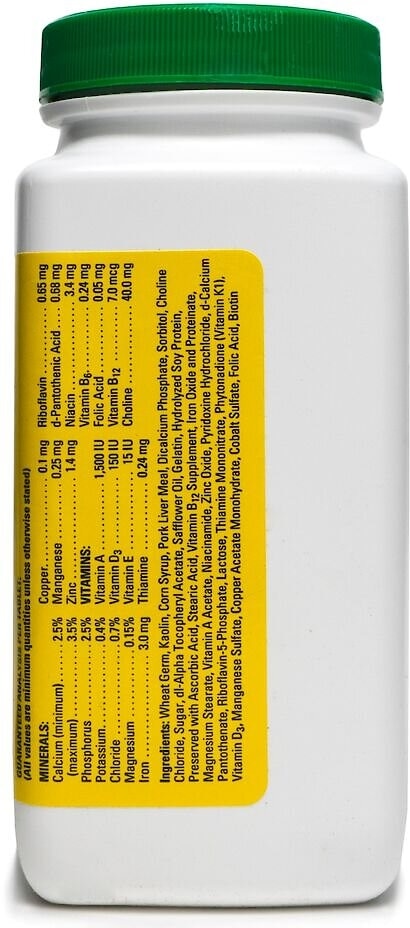 GUARANTEED ANALYSIS PER TABLET:
(All values are minimum quantities unless otherwise stated)
MINERALS:
Calcium (minimum) ...... 2.5%
(maximum) ............ 3.5%
Phosphorus ............ 2.5%
Potassium .............. 0.4%
Chloride ................ 0.7%
Magnesium ............ 0.15%
Iron .................... 3.0 mg
Copper .................. 0.1 mg
Manganese ............ 0.25 mg
Zinc .................... 1.4 mg
VITAMINS:
Vitamin A ............ 1,500 IU
Vitamin D3 ............ 150 IU
Vitamin E .............. 15 IU
Thiamine .............. 0.24 mg
Riboflavin .............. 0.65 mg
d-Pantothenic Acid .... 0.68 mg
Niacin .................. 3.4 mg
Vitamin B6 ............ 0.24 mg
Folic Acid .............. 0.05 mg
Vitamin B12 .......... 7.0 mcg
Choline ................ 40.0 mg
Ingredients: Wheat Germ, Kaolin, Corn Syrup, Pork Liver Meal, Dicalcium Phosphate, Sorbitol, Choline
Chloride, Sugar, dl-Alpha Tocopheryl Acetate, Safflower Oil, Gelatin, Hydrolyzed Soy Protein,
Preserved with Ascorbic Acid, Stearic Acid, Vitamin B12 Supplement, Iron Oxide and Proteinate,
Magnesium Stearate, Vitamin A Acetate, Niacinamide, Zinc Oxide, Pyridoxine Hydrochloride, d-Calcium
Pantothenate, Riboflavin-5-Phosphate, Lactose, Thiamine Mononitrate, Phytonadione (Vitamin K1),
Vitamin D3, Manganese Sulfate, Copper Acetate Monohydrate, Cobalt Sulfate, Folic Acid, Biotin